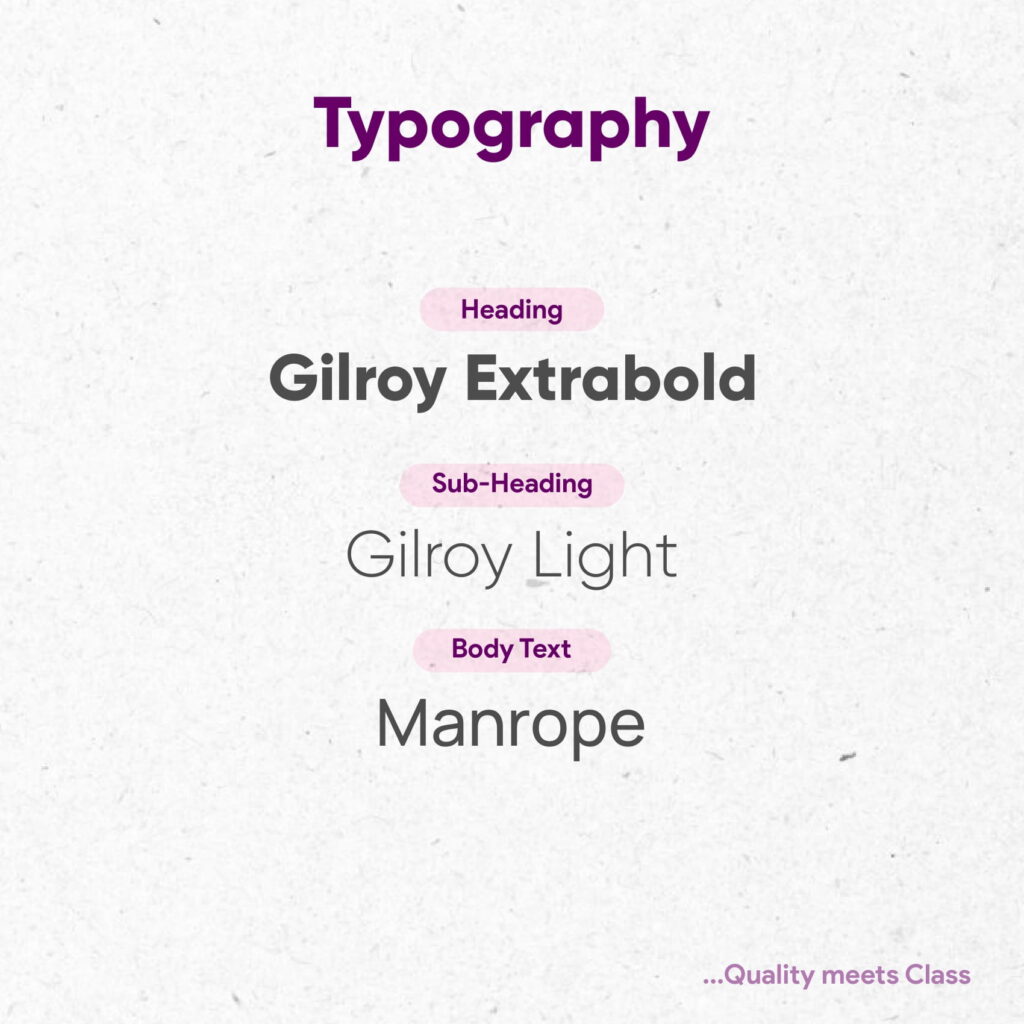 Typography
Heading
Gilroy Extrabold
Sub-Heading
Gilroy Light
Body Text
Manrope
...Quality meets Class